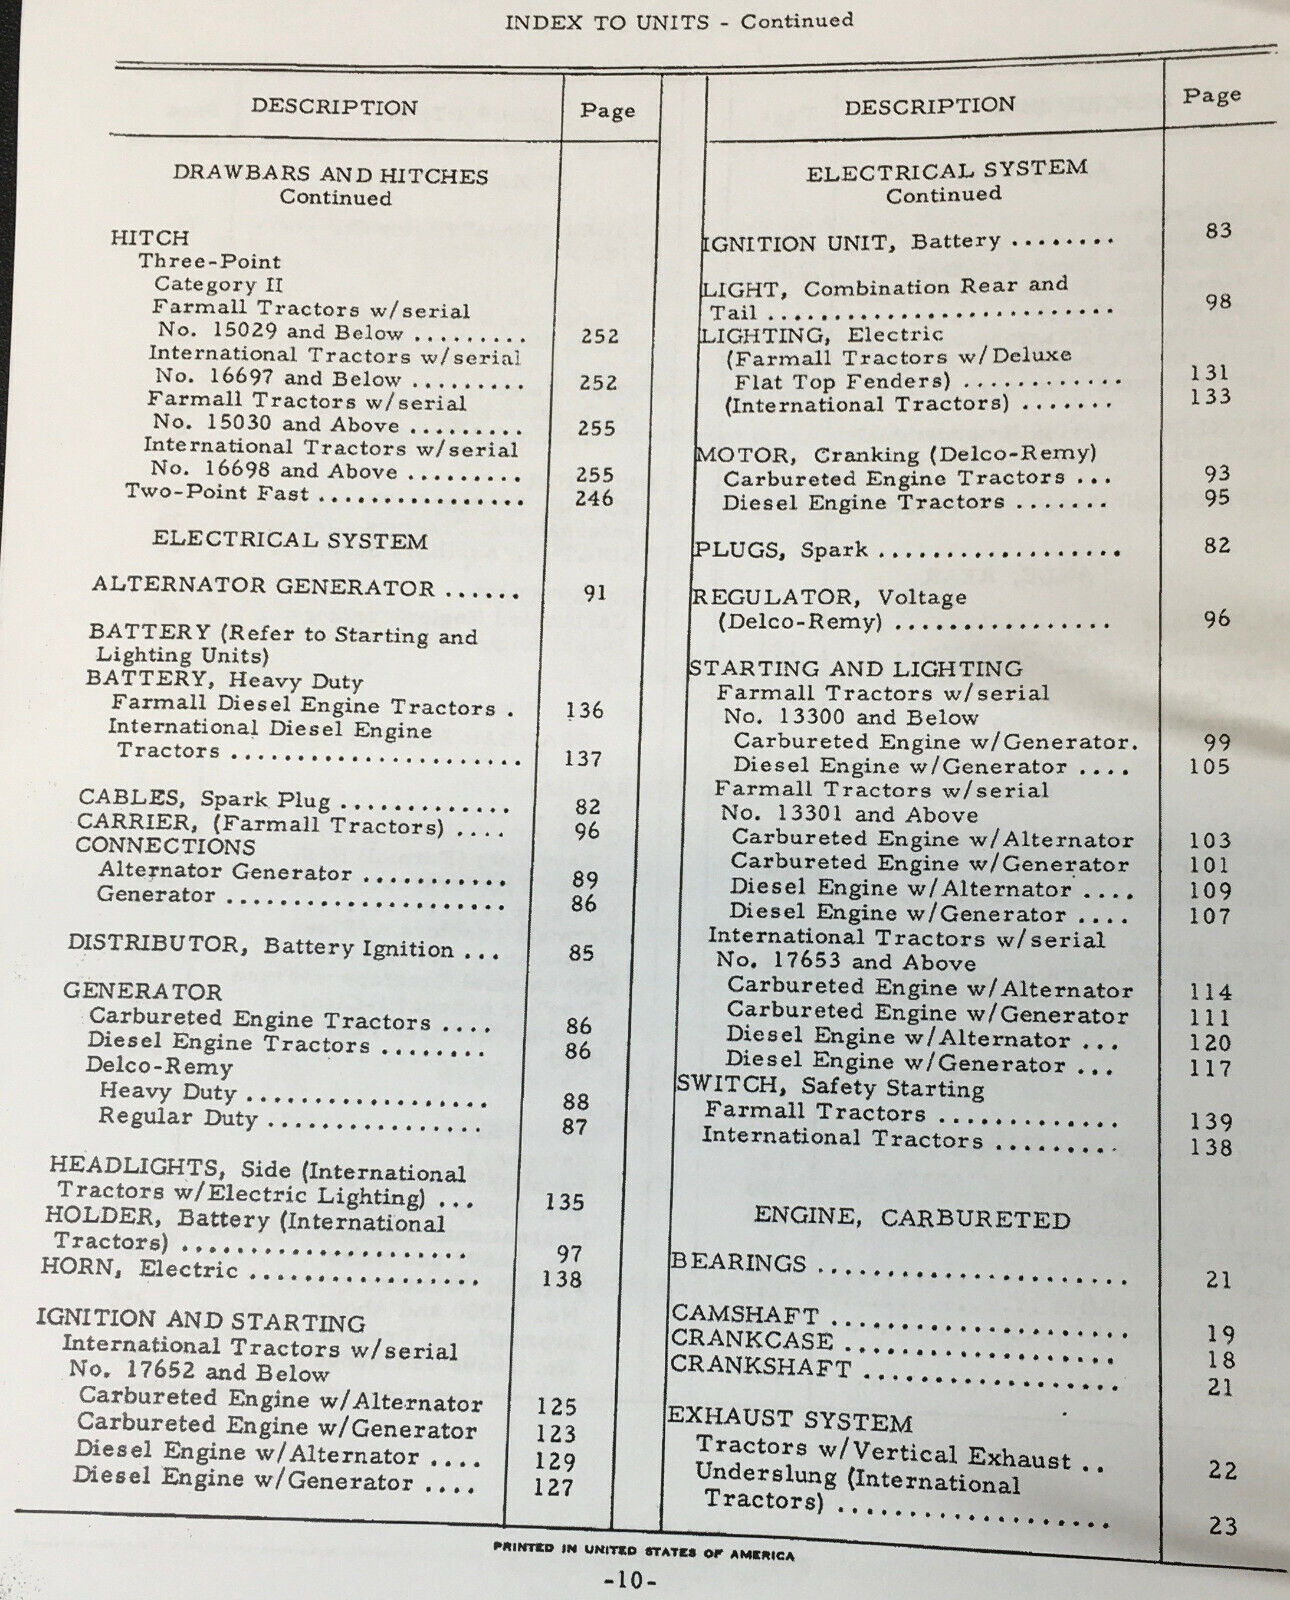 INDEX TO UNITS - Continued
DESCRIPTION Page
DRAWBARS AND HITCHES
Continued
HITCH
Three-Point
Category II
Farmall Tractors w/serial
No. 15029 and Below ......... 252
International Tractors w/serial
No. 16697 and Below ......... 252
Farmall Tractors w/serial
No. 15030 and Above ......... 255
International Tractors w/serial
No. 16698 and Above ......... 255
Two-Point Fast ................ 246
ELECTRICAL SYSTEM
ALTERNATOR GENERATOR ...... 91
BATTERY (Refer to Starting and
Lighting Units)
BATTERY, Heavy Duty
Farmall Diesel Engine Tractors . 136
International Diesel Engine
Tractors ...................... 137
CABLES, Spark Plug ............. 82
CARRIER, (Farmall Tractors) .... 96
CONNECTIONS
Alternator Generator ........... 89
Generator ..................... 86
DISTRIBUTOR, Battery Ignition ... 85
GENERATOR
Carbureted Engine Tractors .... 86
Diesel Engine Tractors ........ 86
Delco-Remy
Heavy Duty .................. 88
Regular Duty ................ 87
HEADLIGHTS, Side (International
Tractors w/Electric Lighting) ... 135
HOLDER, Battery (International
Tractors) ..................... 97
HORN, Electric ................. 138
IGNITION AND STARTING
International Tractors w/serial
No. 17652 and Below
Carbureted Engine w/Alternator 125
Carbureted Engine w/Generator 123
Diesel Engine w/Alternator .... 129
Diesel Engine w/Generator .... 127
DESCRIPTION Page
ELECTRICAL SYSTEM
Continued
IGNITION UNIT, Battery ........ 83
LIGHT, Combination Rear and
Tail .......................... 98
LIGHTING, Electric
(Farmall Tractors w/Deluxe
Flat Top Fenders) ............ 131
(International Tractors) ....... 133
MOTOR, Cranking (Delco-Remy)
Carbureted Engine Tractors ... 93
Diesel Engine Tractors ....... 95
PLUGS, Spark .................. 82
REGULATOR, Voltage
(Delco-Remy) ................ 96
STARTING AND LIGHTING
Farmall Tractors w/serial
No. 13300 and Below
Carbureted Engine w/Generator. 99
Diesel Engine w/Generator .... 105
Farmall Tractors w/serial
No. 13301 and Above
Carbureted Engine w/Alternator 103
Carbureted Engine w/Generator 101
Diesel Engine w/Alternator .... 109
Diesel Engine w/Generator .... 107
International Tractors w/serial
No. 17653 and Above
Carbureted Engine w/Alternator 114
Carbureted Engine w/Generator 111
Diesel Engine w/Alternator ... 120
Diesel Engine w/Generator ... 117
SWITCH, Safety Starting
Farmall Tractors .............. 139
International Tractors ......... 138
ENGINE, CARBURETED
BEARINGS ....................... 21
CAMSHAFT ...................... 19
CRANKCASE .................... 18
CRANKSHAFT ................... 21
EXHAUST SYSTEM
Tractors w/Vertical Exhaust .. 22
Underslung (International
Tractors) .................... 23
PRINTED IN UNITED STATES OF AMERICA
-10-